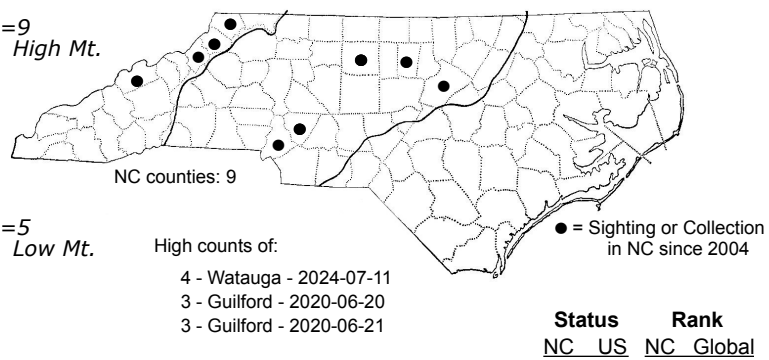 =9
High Mt.
NC counties: 9
=5
Low Mt.
High counts of:
4 - Watauga - 2024-07-11
3 - Guilford - 2020-06-20
3 - Guilford - 2020-06-21
● = Sighting or Collection
in NC since 2004
Status Rank
NC US NC Global